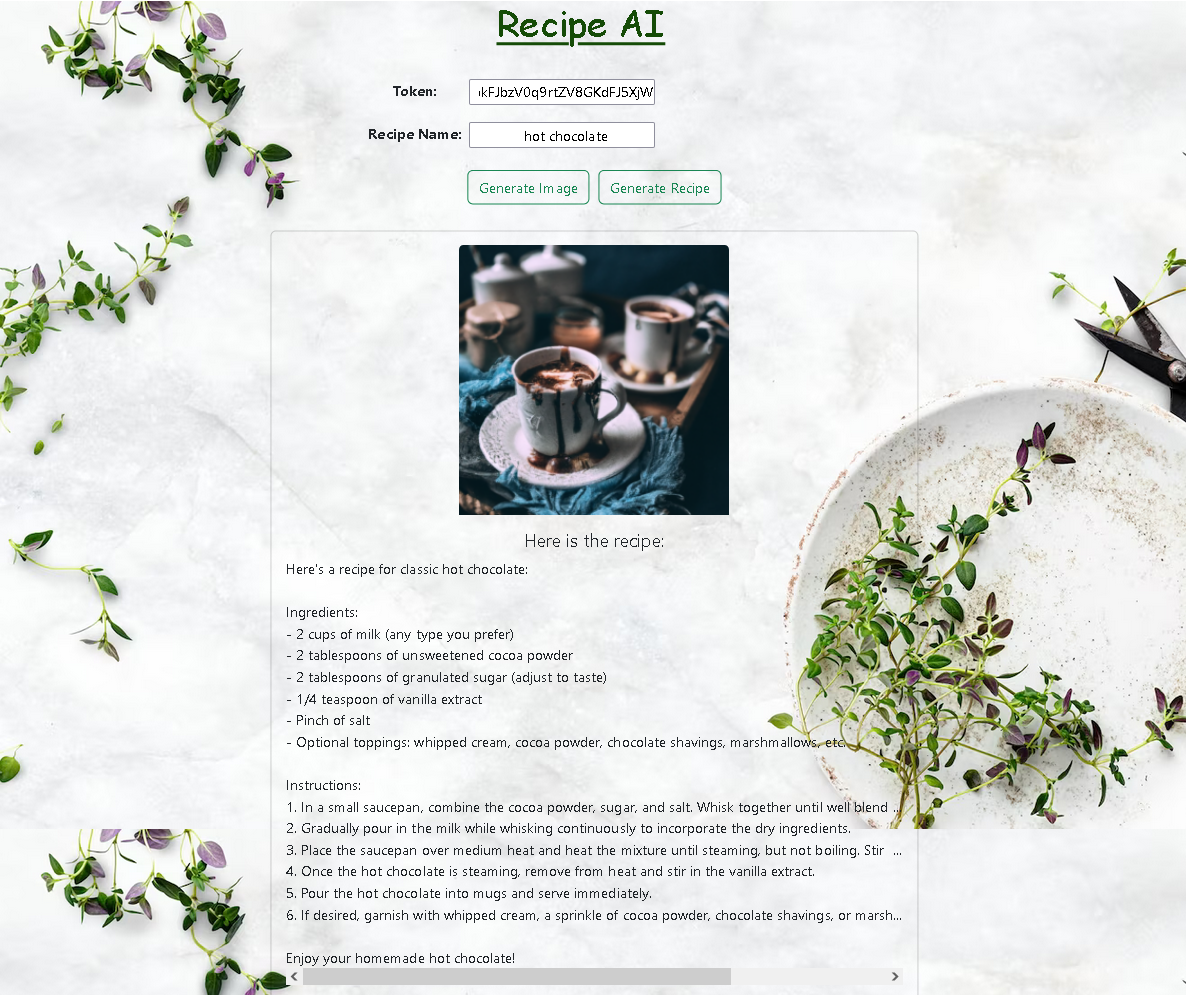 Recipe AI
Token: kFJbzV0q9rtZV8GKdFJ5XjW
Recipe Name: hot chocolate
Generate Image Generate Recipe
Here is the recipe:
Here's a recipe for classic hot chocolate:
Ingredients:
- 2 cups of milk (any type you prefer)
- 2 tablespoons of unsweetened cocoa powder
- 2 tablespoons of granulated sugar (adjust to taste)
- 1/4 teaspoon of vanilla extract
- Pinch of salt
- Optional toppings: whipped cream, cocoa powder, chocolate shavings, marshmallows, etc.
Instructions:
1. In a small saucepan, combine the cocoa powder, sugar, and salt. Whisk together until well blend ...
2. Gradually pour in the milk while whisking continuously to incorporate the dry ingredients.
3. Place the saucepan over medium heat and heat the mixture until steaming, but not boiling. Stir ...
4. Once the hot chocolate is steaming, remove from heat and stir in the vanilla extract.
5. Pour the hot chocolate into mugs and serve immediately.
6. If desired, garnish with whipped cream, a sprinkle of cocoa powder, chocolate shavings, or marsh...
Enjoy your homemade hot chocolate!